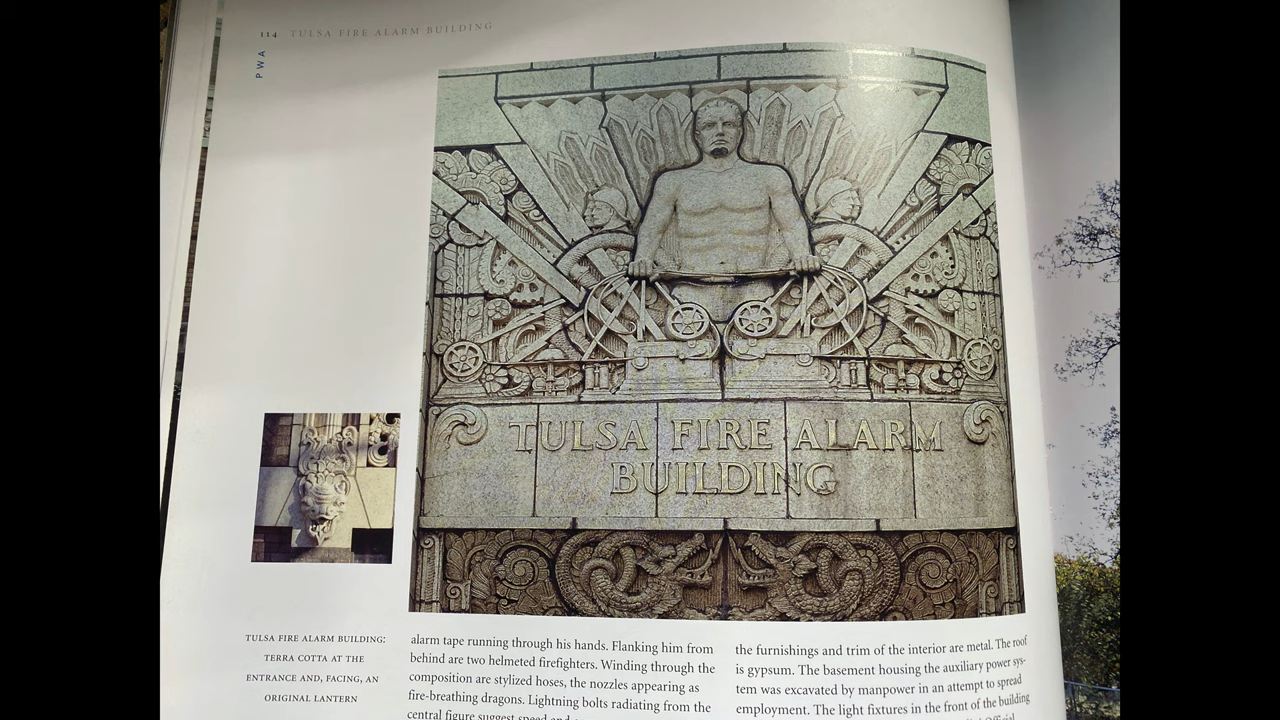 114 TULSA FIRE ALARM BUILDING
PWA
TULSA FIRE ALARM
BUILDING
TULSA FIRE ALARM BUILDING:
TERRA COTTA AT THE
ENTRANCE AND, FACING, AN
ORIGINAL LANTERN
alarm tape running through his hands. Flanking him from
behind are two helmeted firefighters. Winding through the
composition are stylized hoses, the nozzles appearing as
fire-breathing dragons. Lightning bolts radiating from the
central figure suggest speed and
the furnishings and trim of the interior are metal. The roof
is gypsum. The basement housing the auxiliary power sys-
tem was excavated by manpower in an attempt to spread
employment. The light fixtures in the front of the building